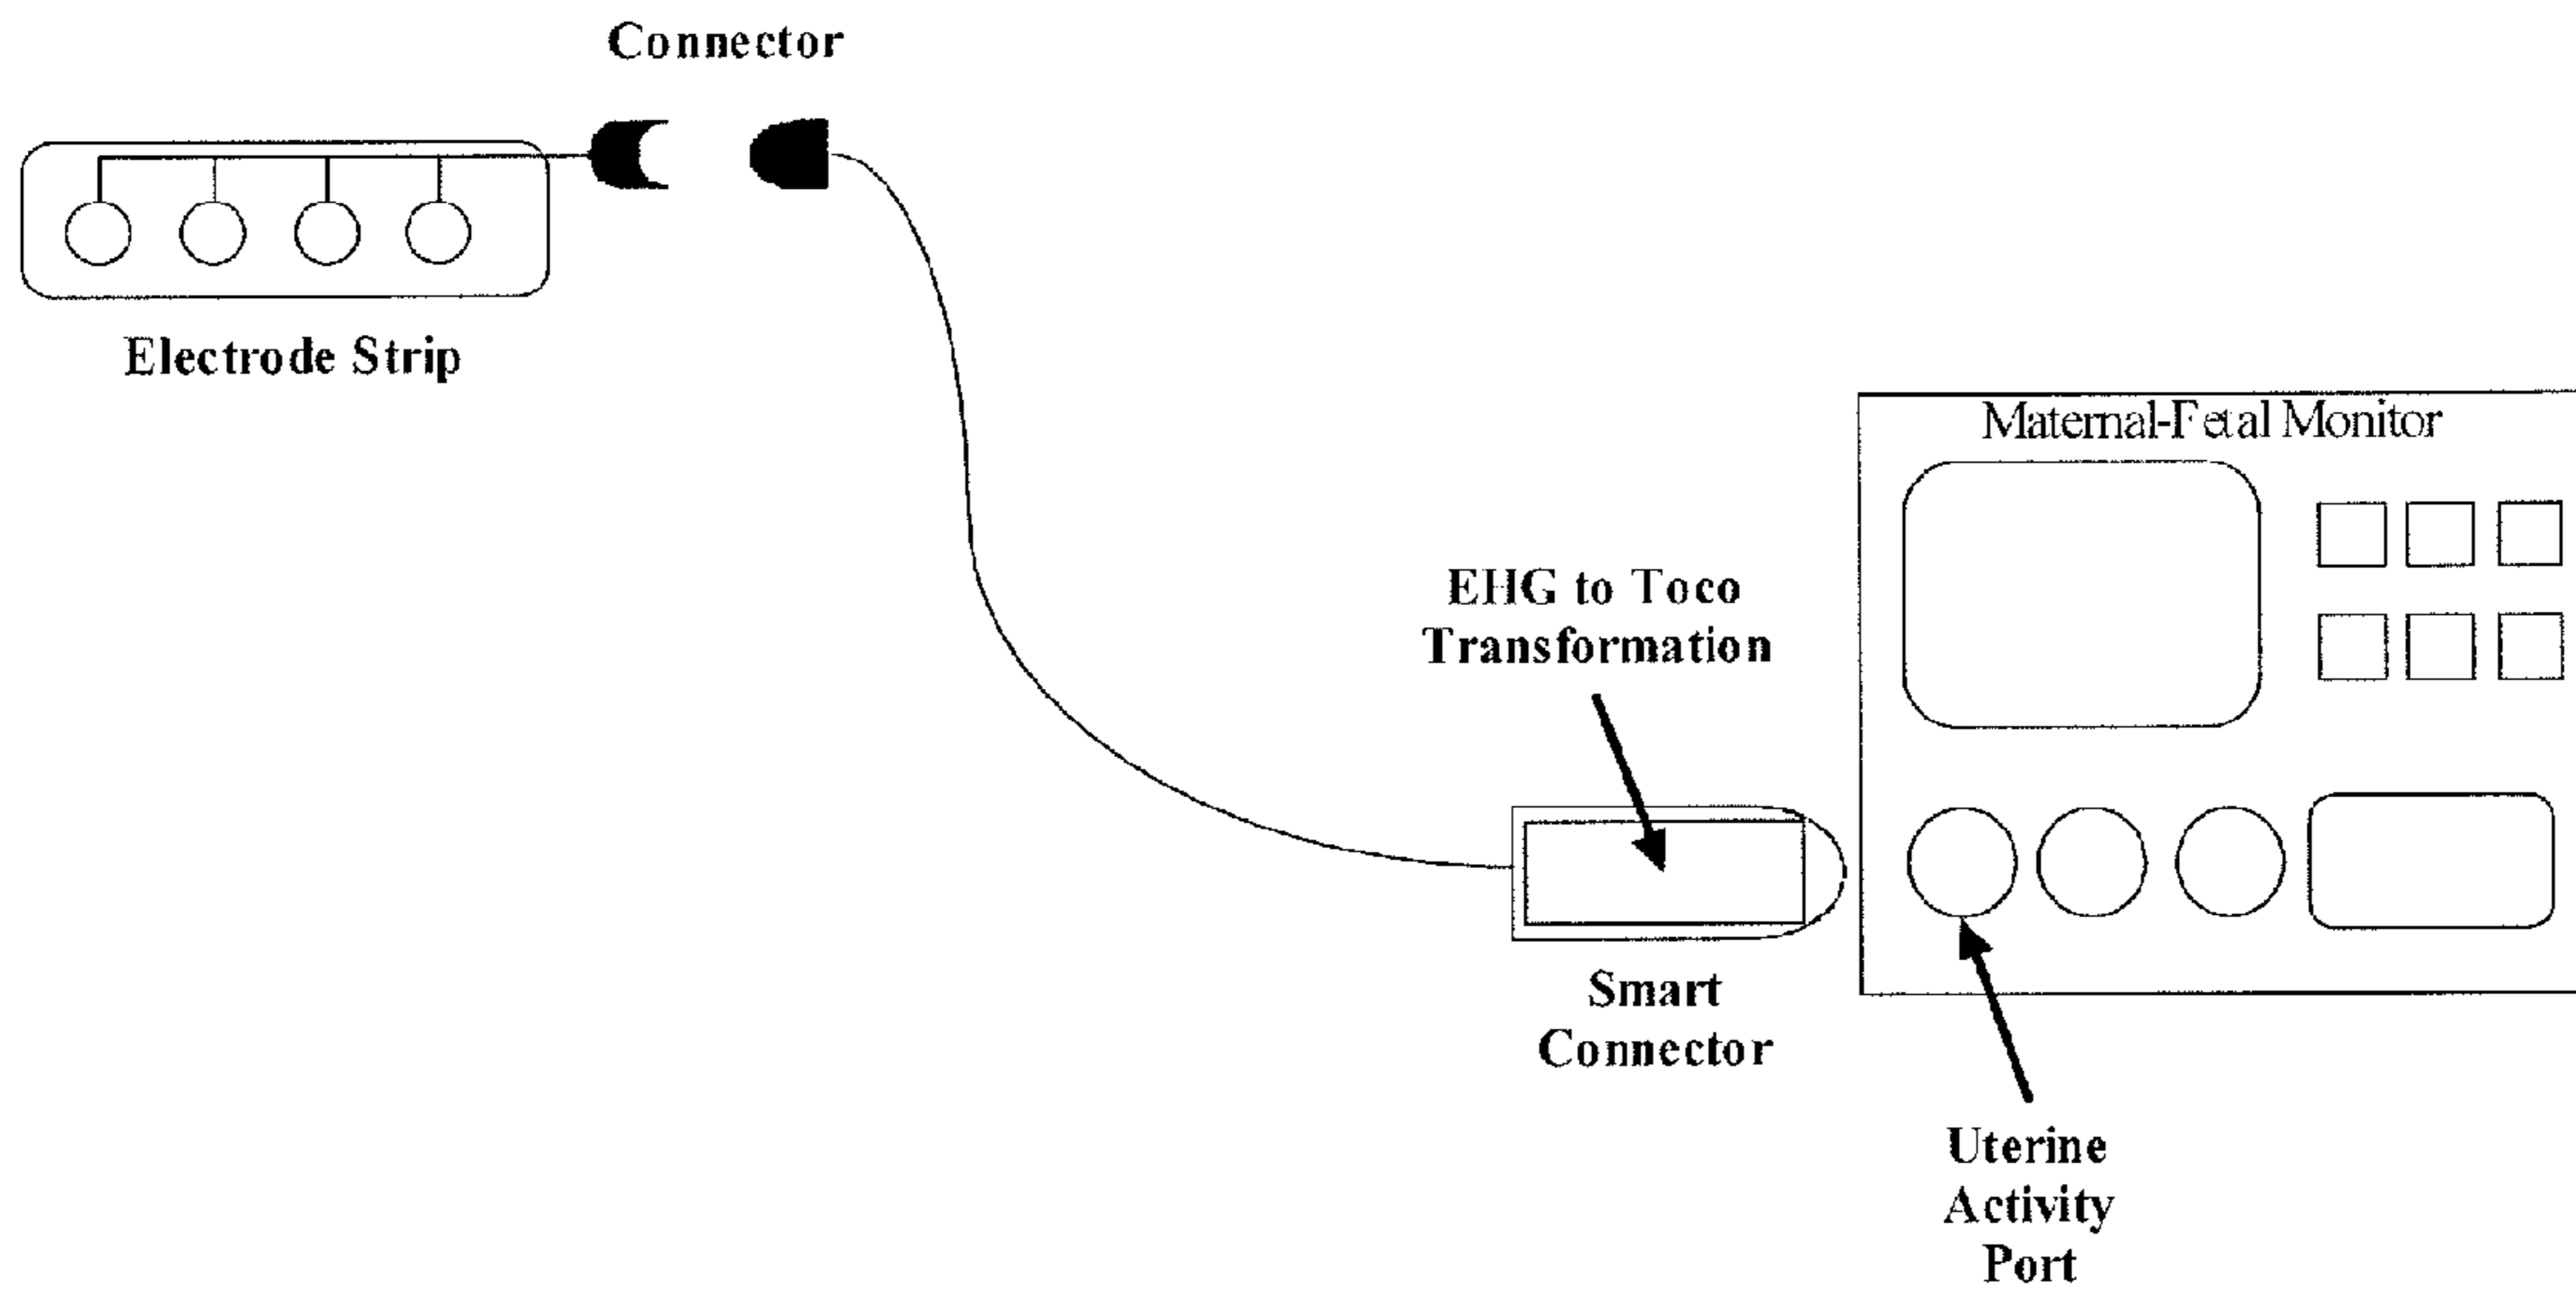 Connector
Electrode Strip
Maternal-Fetal Monitor
EHG to Toco
Transformation
Smart
Connector
Uterine
Activity
Port